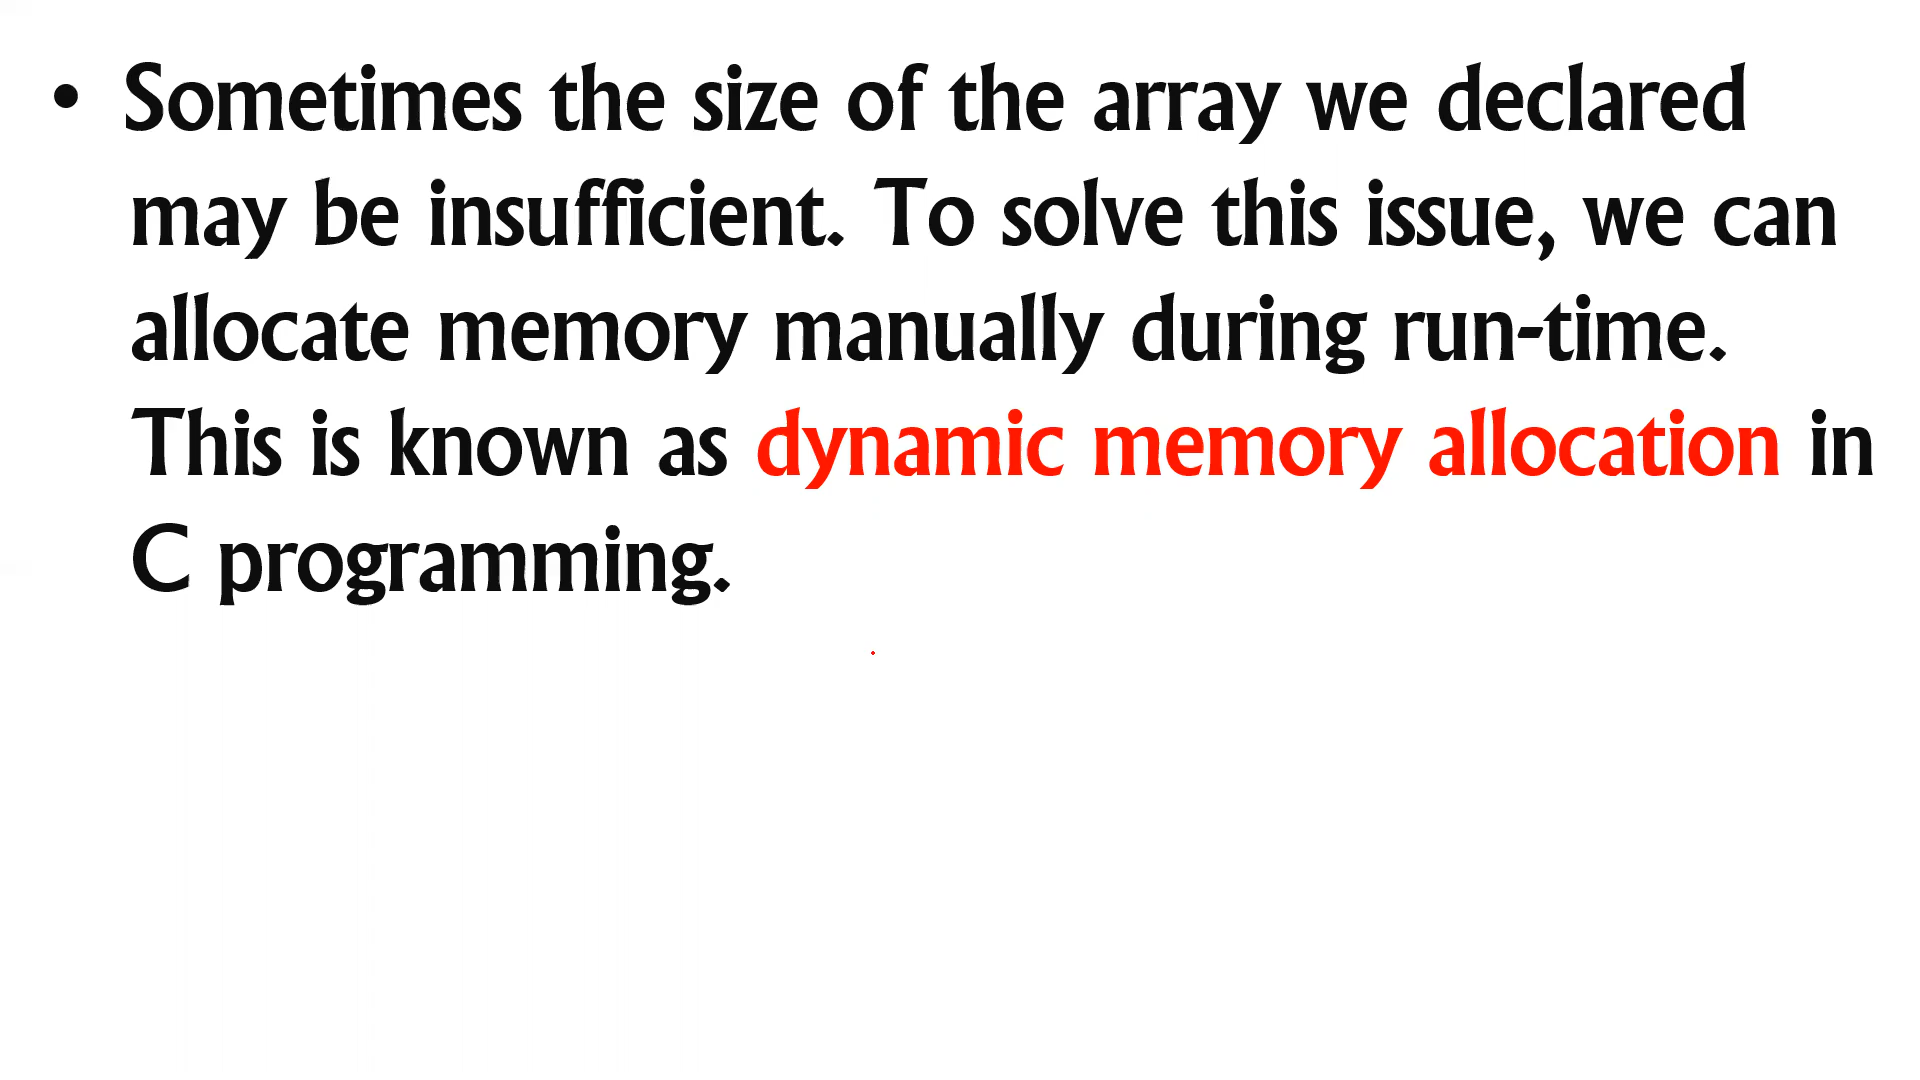 • Sometimes the size of the array we declared
may be insufficient. To solve this issue, we can
allocate memory manually during run-time.
This is known as dynamic memory allocation in
C programming.